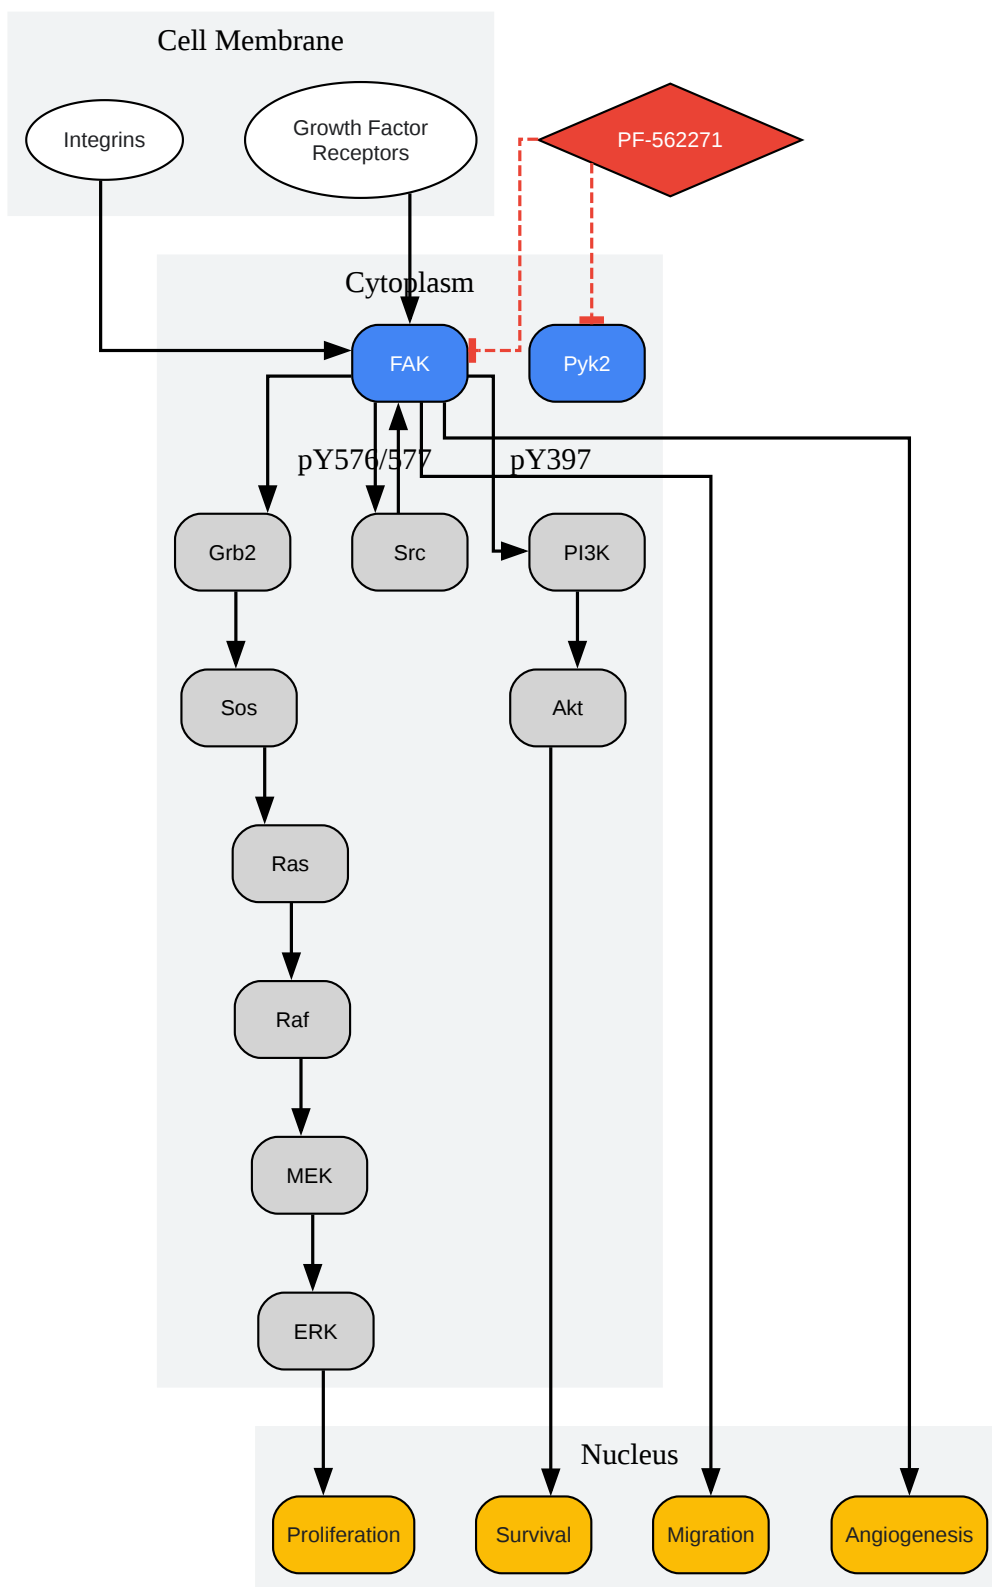 Cell Membrane
Integrins
Growth Factor
Receptors
PF-562271
Cytoplasm
FAK
Pyk2
pY576/577
pY397
Grb2
Src
PI3K
Sos
Akt
Ras
Raf
MEK
ERK
Nucleus
Proliferation
Survival
Migration
Angiogenesis